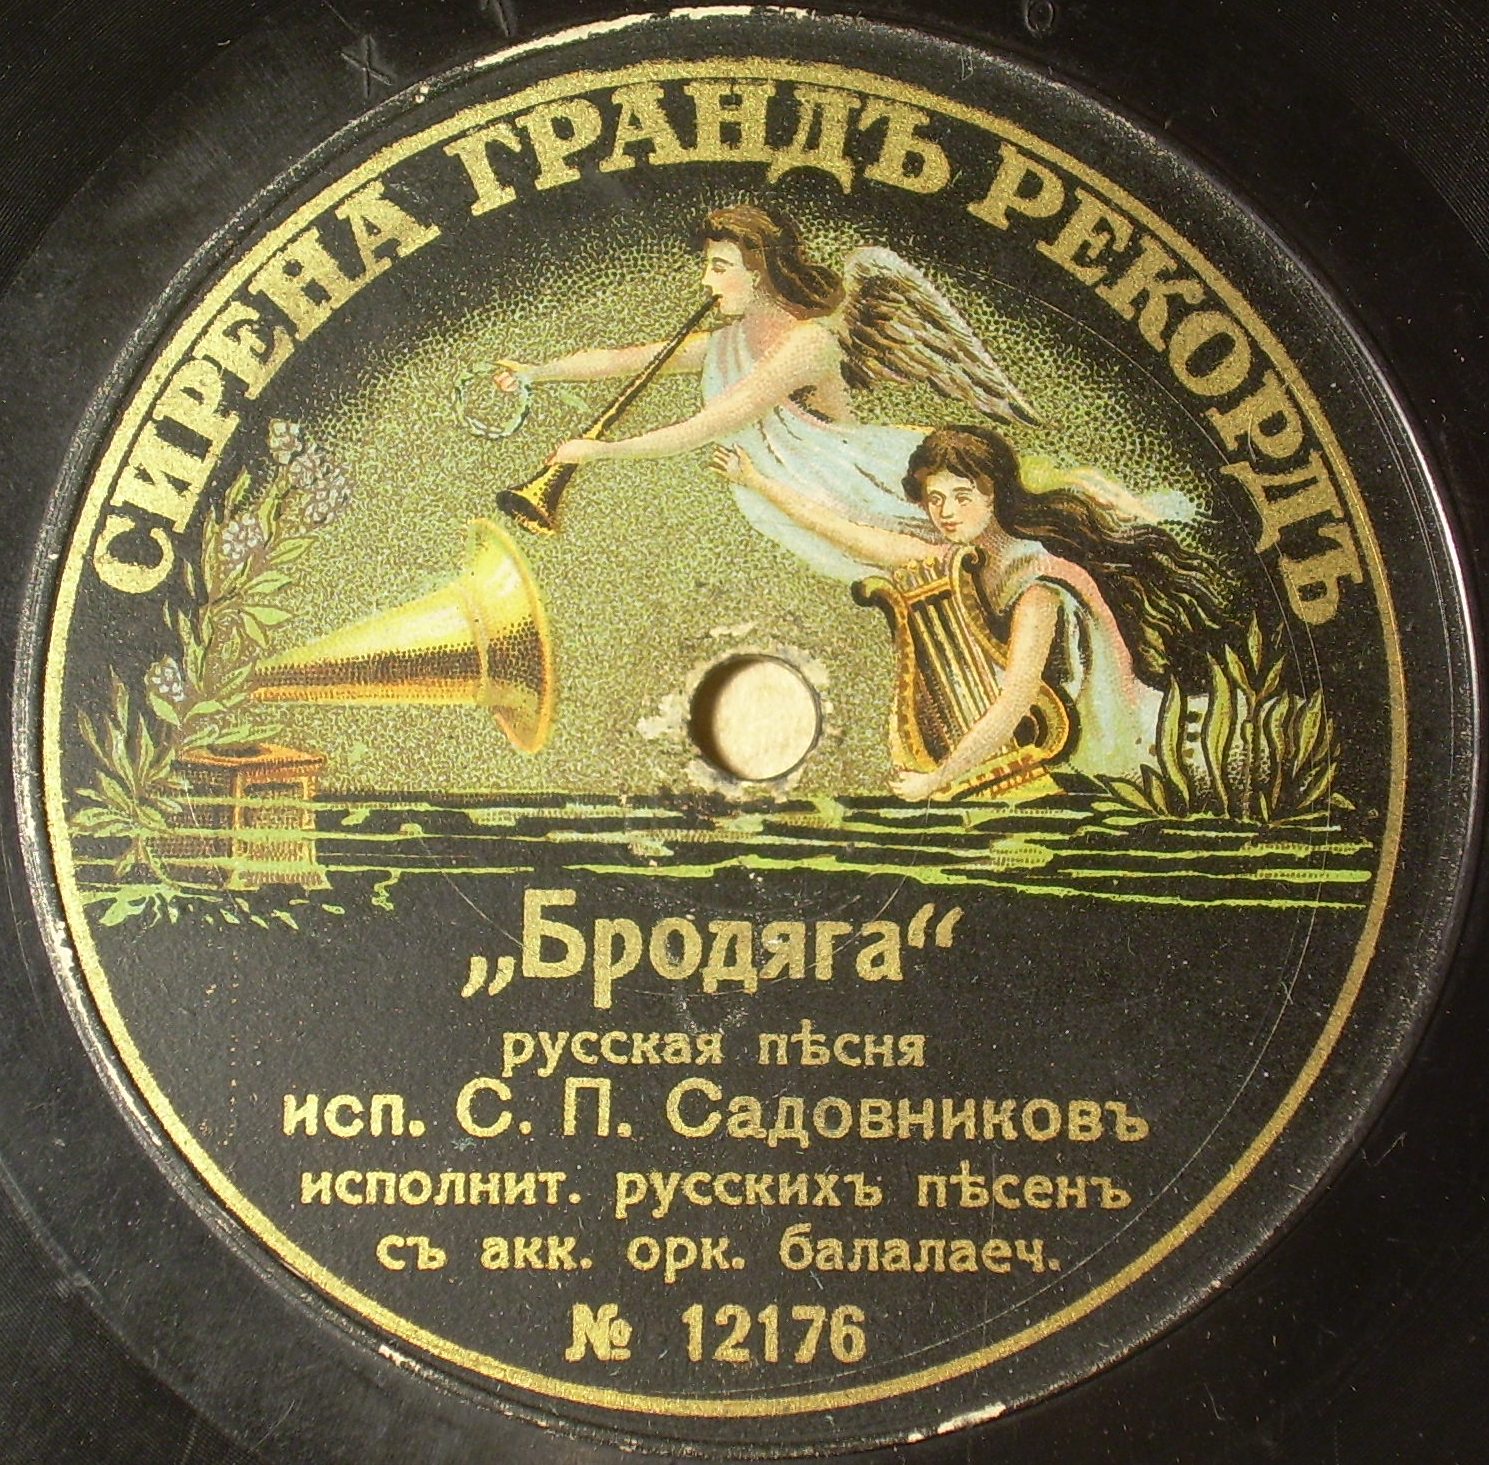 СИРЕНА ГРАНДЪ РЕКОРДЪ
„Бродяга“
русская пѣсня
исп. С. П. Садовниковъ
исполнит. русскихъ пѣсенъ
съ акк. орк. балалаеч.
№ 12176